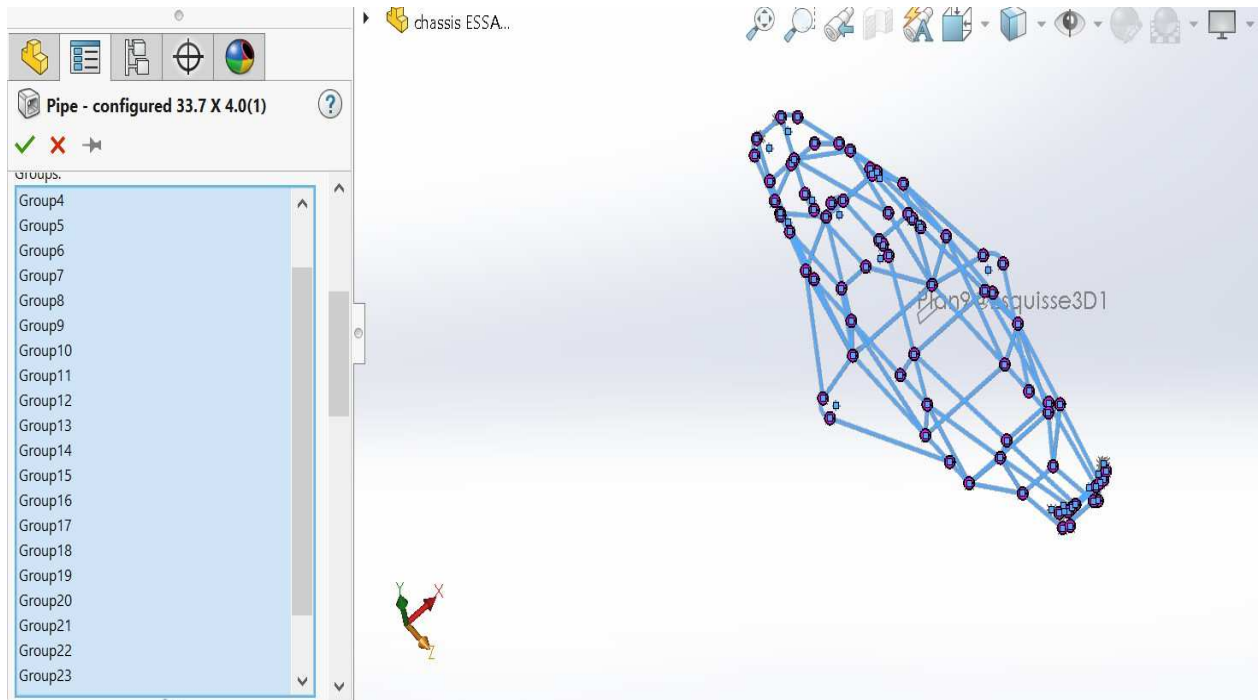 chassis ESSA...
Pipe - configured 33.7 X 4.0(1)
?
Groups:
Group4
Group5
Group6
Group7
Group8
Group9
Group10
Group11
Group12
Group13
Group14
Group15
Group16
Group17
Group18
Group19
Group20
Group21
Group22
Group23
Plan9@Esquisse3D1
Y
X
Z